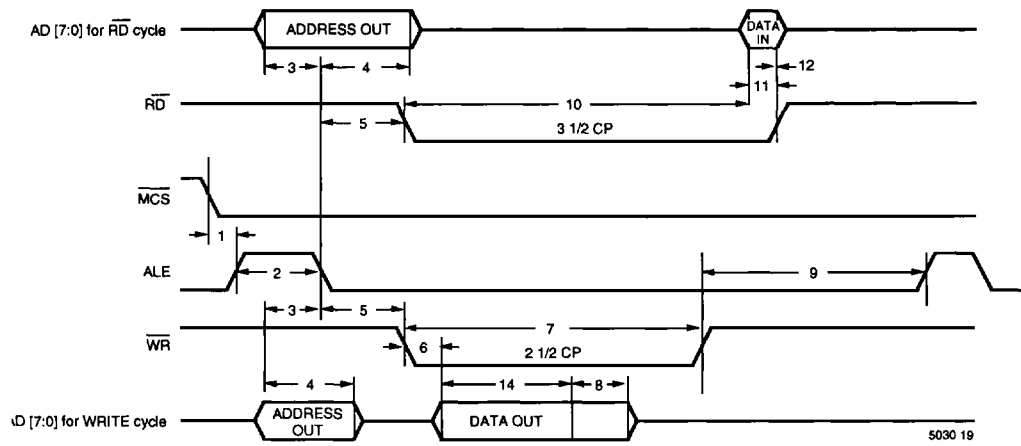 AD [7:0] for RD cycle
ADDRESS OUT
DATA IN
3
4
12
11
RD
10
5
3 1/2 CP
MCS
1
ALE
2
9
3
5
7
WR
6
2 1/2 CP
4
14
8
D [7:0] for WRITE cycle
ADDRESS OUT
DATA OUT
5030 19